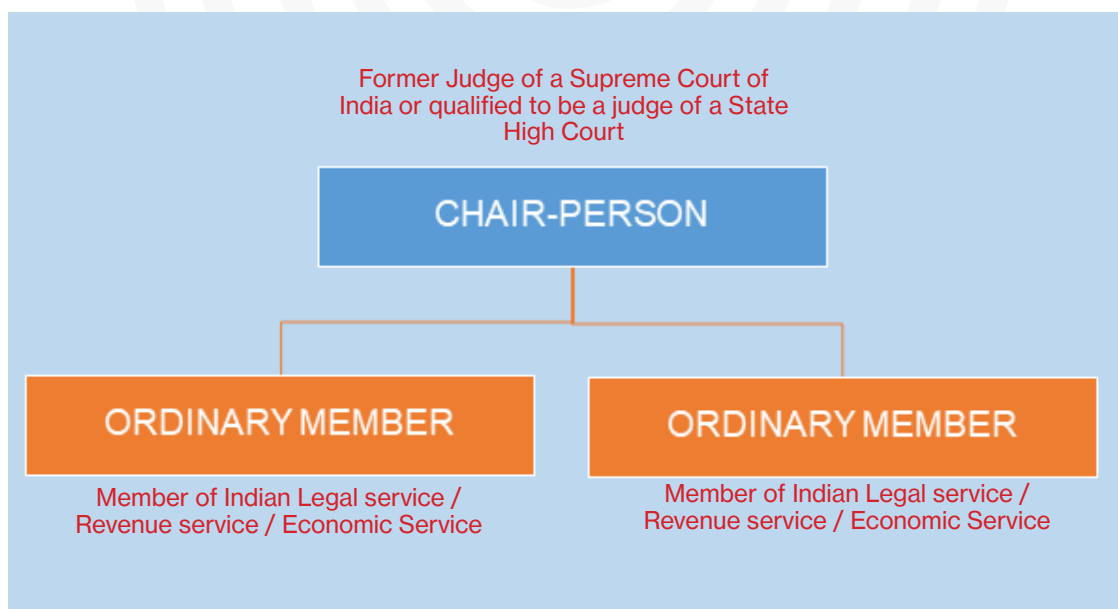 Former Judge of a Supreme Court of
India or qualified to be a judge of a State
High Court
CHAIR-PERSON
ORDINARY MEMBER
Member of Indian Legal service /
Revenue service / Economic Service
ORDINARY MEMBER
Member of Indian Legal service /
Revenue service / Economic Service